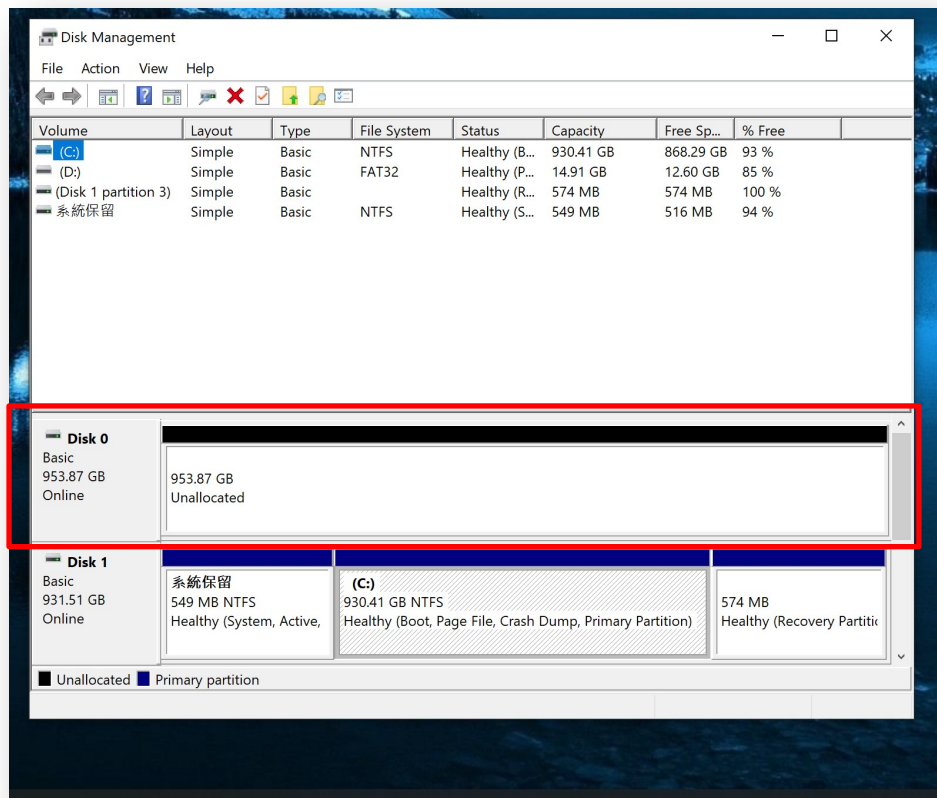 Disk Management
File Action View Help
Volume Layout Type File System Status Capacity Free Sp... % Free
(C:) Simple Basic NTFS Healthy (B... 930.41 GB 868.29 GB 93 %
(D:) Simple Basic FAT32 Healthy (P... 14.91 GB 12.60 GB 85 %
(Disk 1 partition 3) Simple Basic Healthy (R... 574 MB 574 MB 100 %
系統保留 Simple Basic NTFS Healthy (S... 549 MB 516 MB 94 %
Disk 0
Basic
953.87 GB
Online
953.87 GB
Unallocated
Disk 1
Basic
931.51 GB
Online
系統保留
549 MB NTFS
Healthy (System, Active,
(C:)
930.41 GB NTFS
Healthy (Boot, Page File, Crash Dump, Primary Partition)
574 MB
Healthy (Recovery Partitic
Unallocated Primary partition